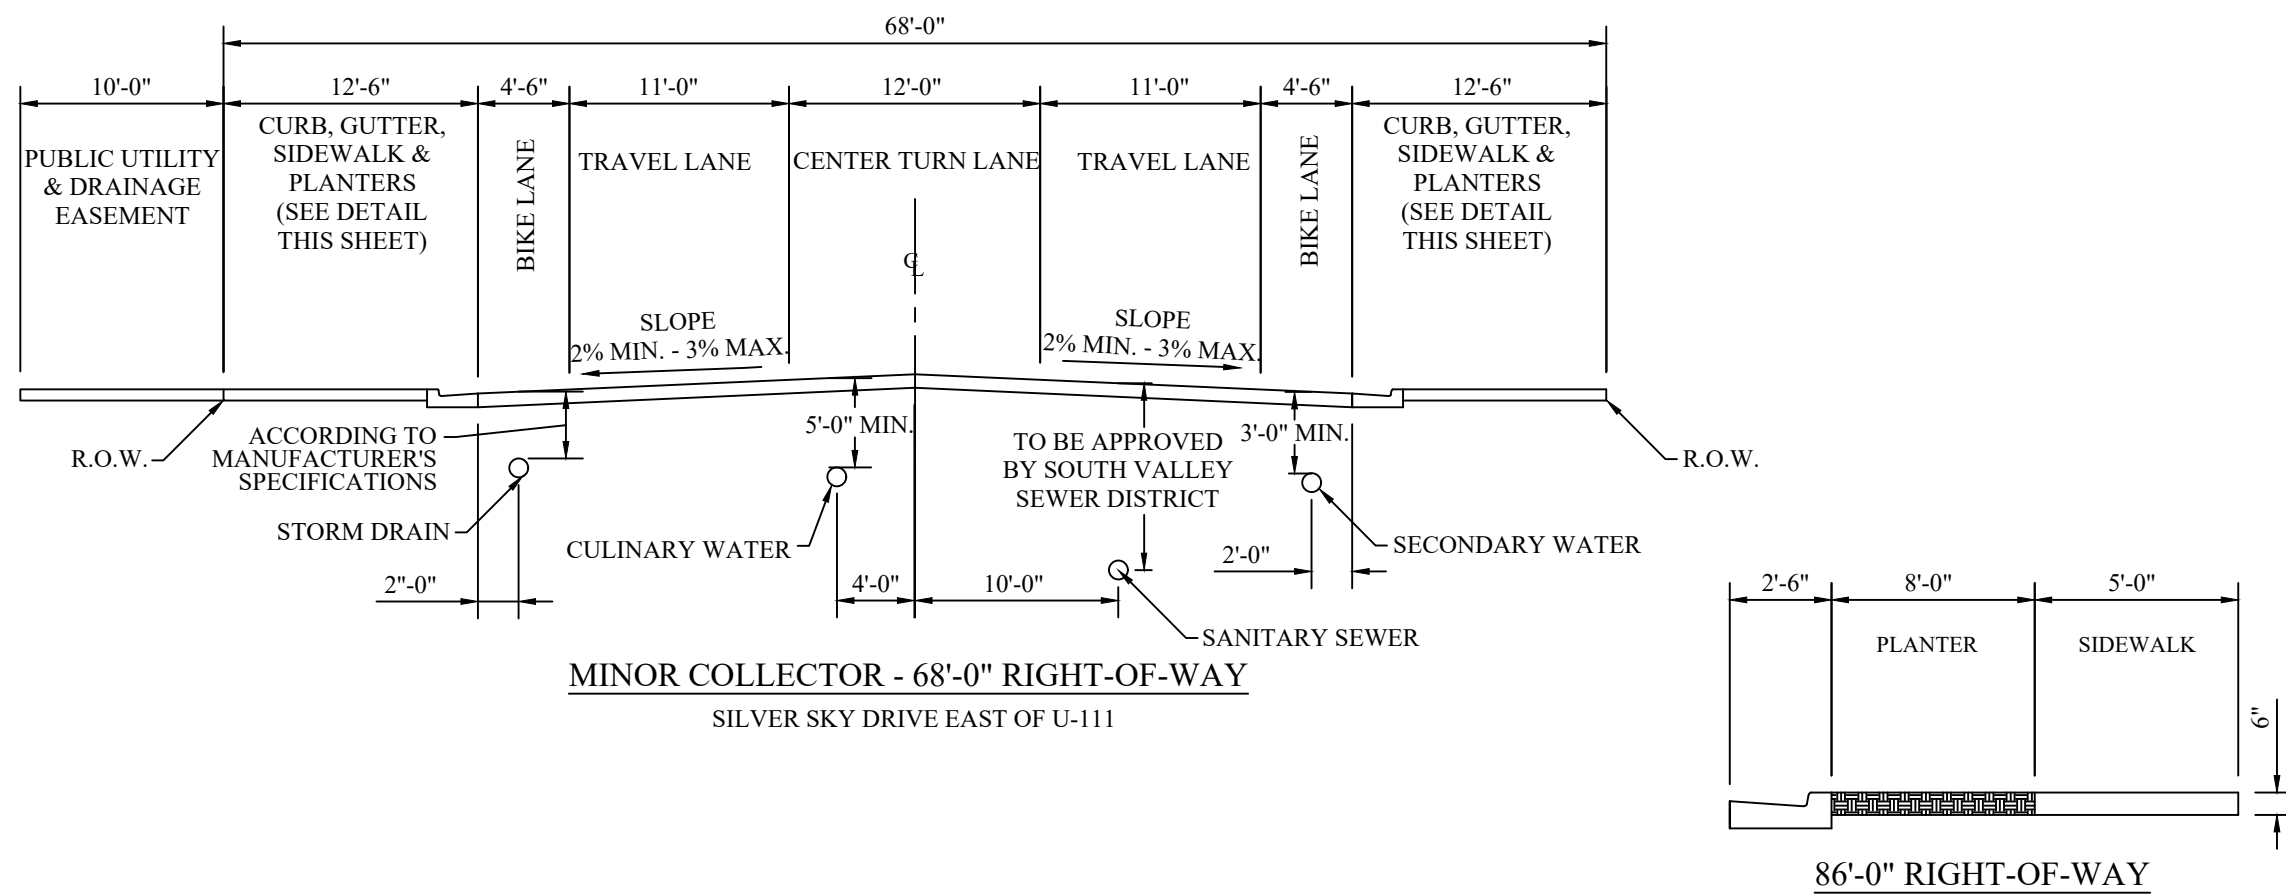 68'-0"
10'-0"
12'-6"
4'-6"
11'-0"
12'-0"
11'-0"
4'-6"
12'-6"
PUBLIC UTILITY
& DRAINAGE
EASEMENT
CURB, GUTTER,
SIDEWALK &
PLANTERS
(SEE DETAIL
THIS SHEET)
BIKE LANE
TRAVEL LANE
CENTER TURN LANE
TRAVEL LANE
BIKE LANE
CURB, GUTTER,
SIDEWALK &
PLANTERS
(SEE DETAIL
THIS SHEET)
CL
SLOPE
2% MIN. - 3% MAX.
SLOPE
2% MIN. - 3% MAX.
R.O.W.
ACCORDING TO
MANUFACTURER'S
SPECIFICATIONS
5'-0" MIN.
TO BE APPROVED
BY SOUTH VALLEY
SEWER DISTRICT
3'-0" MIN.
R.O.W.
STORM DRAIN
CULINARY WATER
SECONDARY WATER
2"-0"
4'-0"
10'-0"
2'-0"
SANITARY SEWER
MINOR COLLECTOR - 68'-0" RIGHT-OF-WAY
SILVER SKY DRIVE EAST OF U-111
2'-6"
8'-0"
5'-0"
PLANTER
SIDEWALK
6"
86'-0" RIGHT-OF-WAY